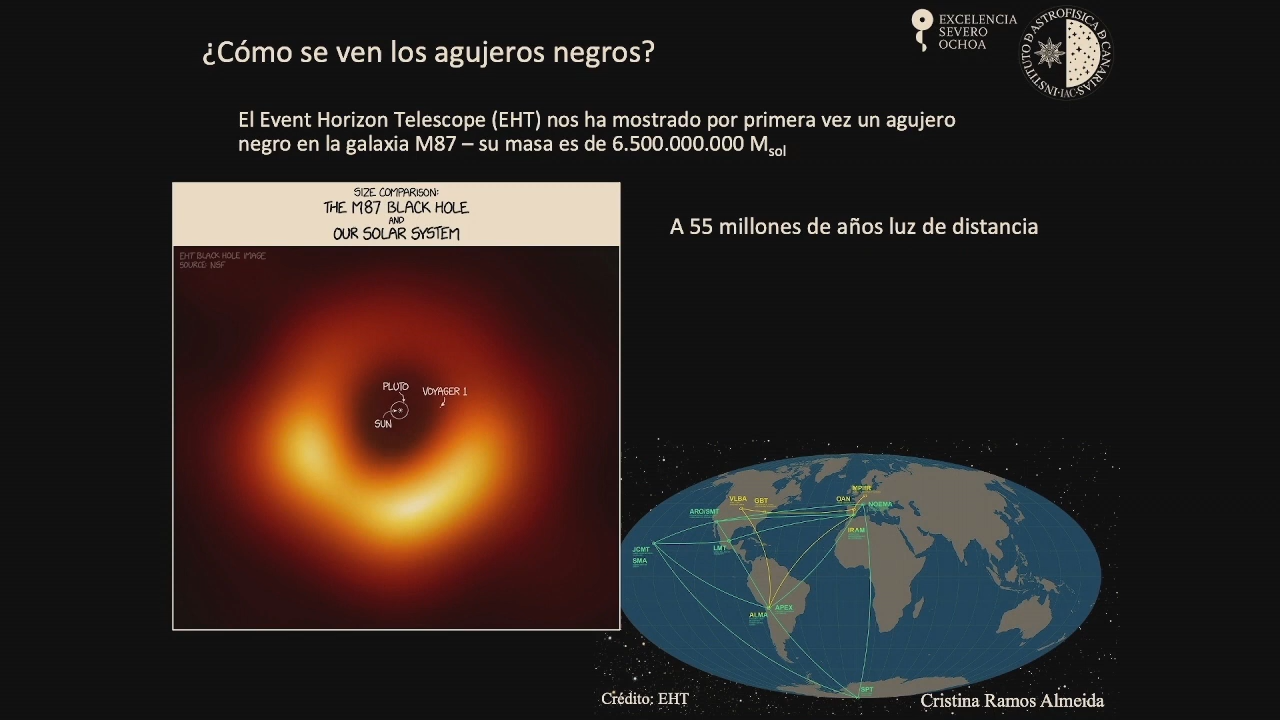 ¿Cómo se ven los agujeros negros?
EXCELENCIA
SEVERO
OCHOA
INSTITUTO D ASTROFISICA D CANARIAS
·IAC·
El Event Horizon Telescope (EHT) nos ha mostrado por primera vez un agujero
negro en la galaxia M87 – su masa es de 6.500.000.000 Msol
SIZE COMPARISON:
THE M87 BLACK HOLE
AND
OUR SOLAR SYSTEM
EHT BLACK HOLE IMAGE
SOURCE: NSF
PLUTO
VOYAGER 1
SUN
A 55 millones de años luz de distancia
VLBA
GBT
OAN
NOEMA
ARO/SMT
IRAM
JCMT
LMT
SMA
APEX
ALMA
SPT
Crédito: EHT
Cristina Ramos Almeida